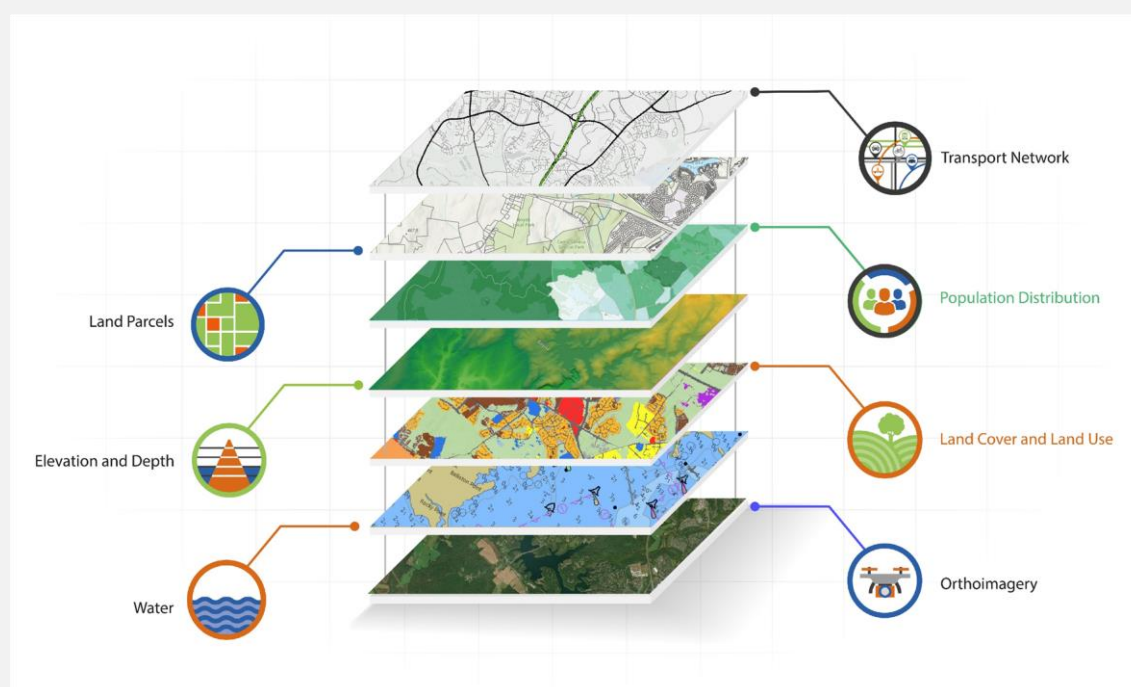 Transport Network
Population Distribution
Land Parcels
Land Cover and Land Use
Elevation and Depth
Orthoimagery
Water